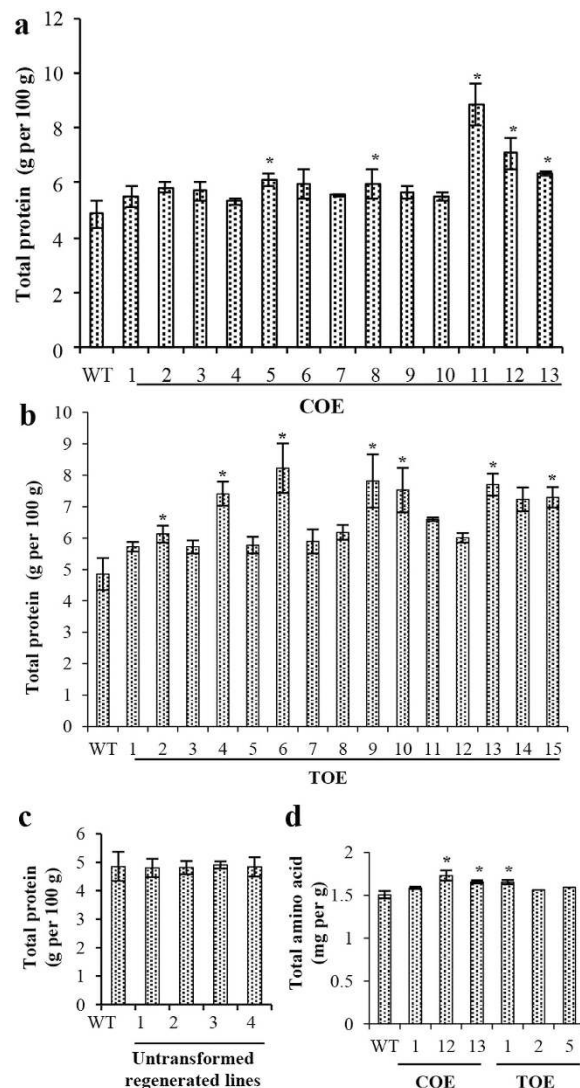 a
Total protein (g per 100 g)
12
10
8
6
4
2
0
* * * * *
WT 1 2 3 4 5 6 7 8 9 10 11 12 13
COE
b
Total protein (g per 100 g)
10
9
8
7
6
5
4
3
2
1
0
* * * * * * *
WT 1 2 3 4 5 6 7 8 9 10 11 12 13 14 15
TOE
c
Total protein
(g per 100 g)
6
5
4
3
2
1
0
WT 1 2 3 4
Untransformed
regenerated lines
d
Total amino acid
(mg per g)
2
1.5
1
0.5
0
* * *
WT 1 12 13 1 2 5
COE TOE